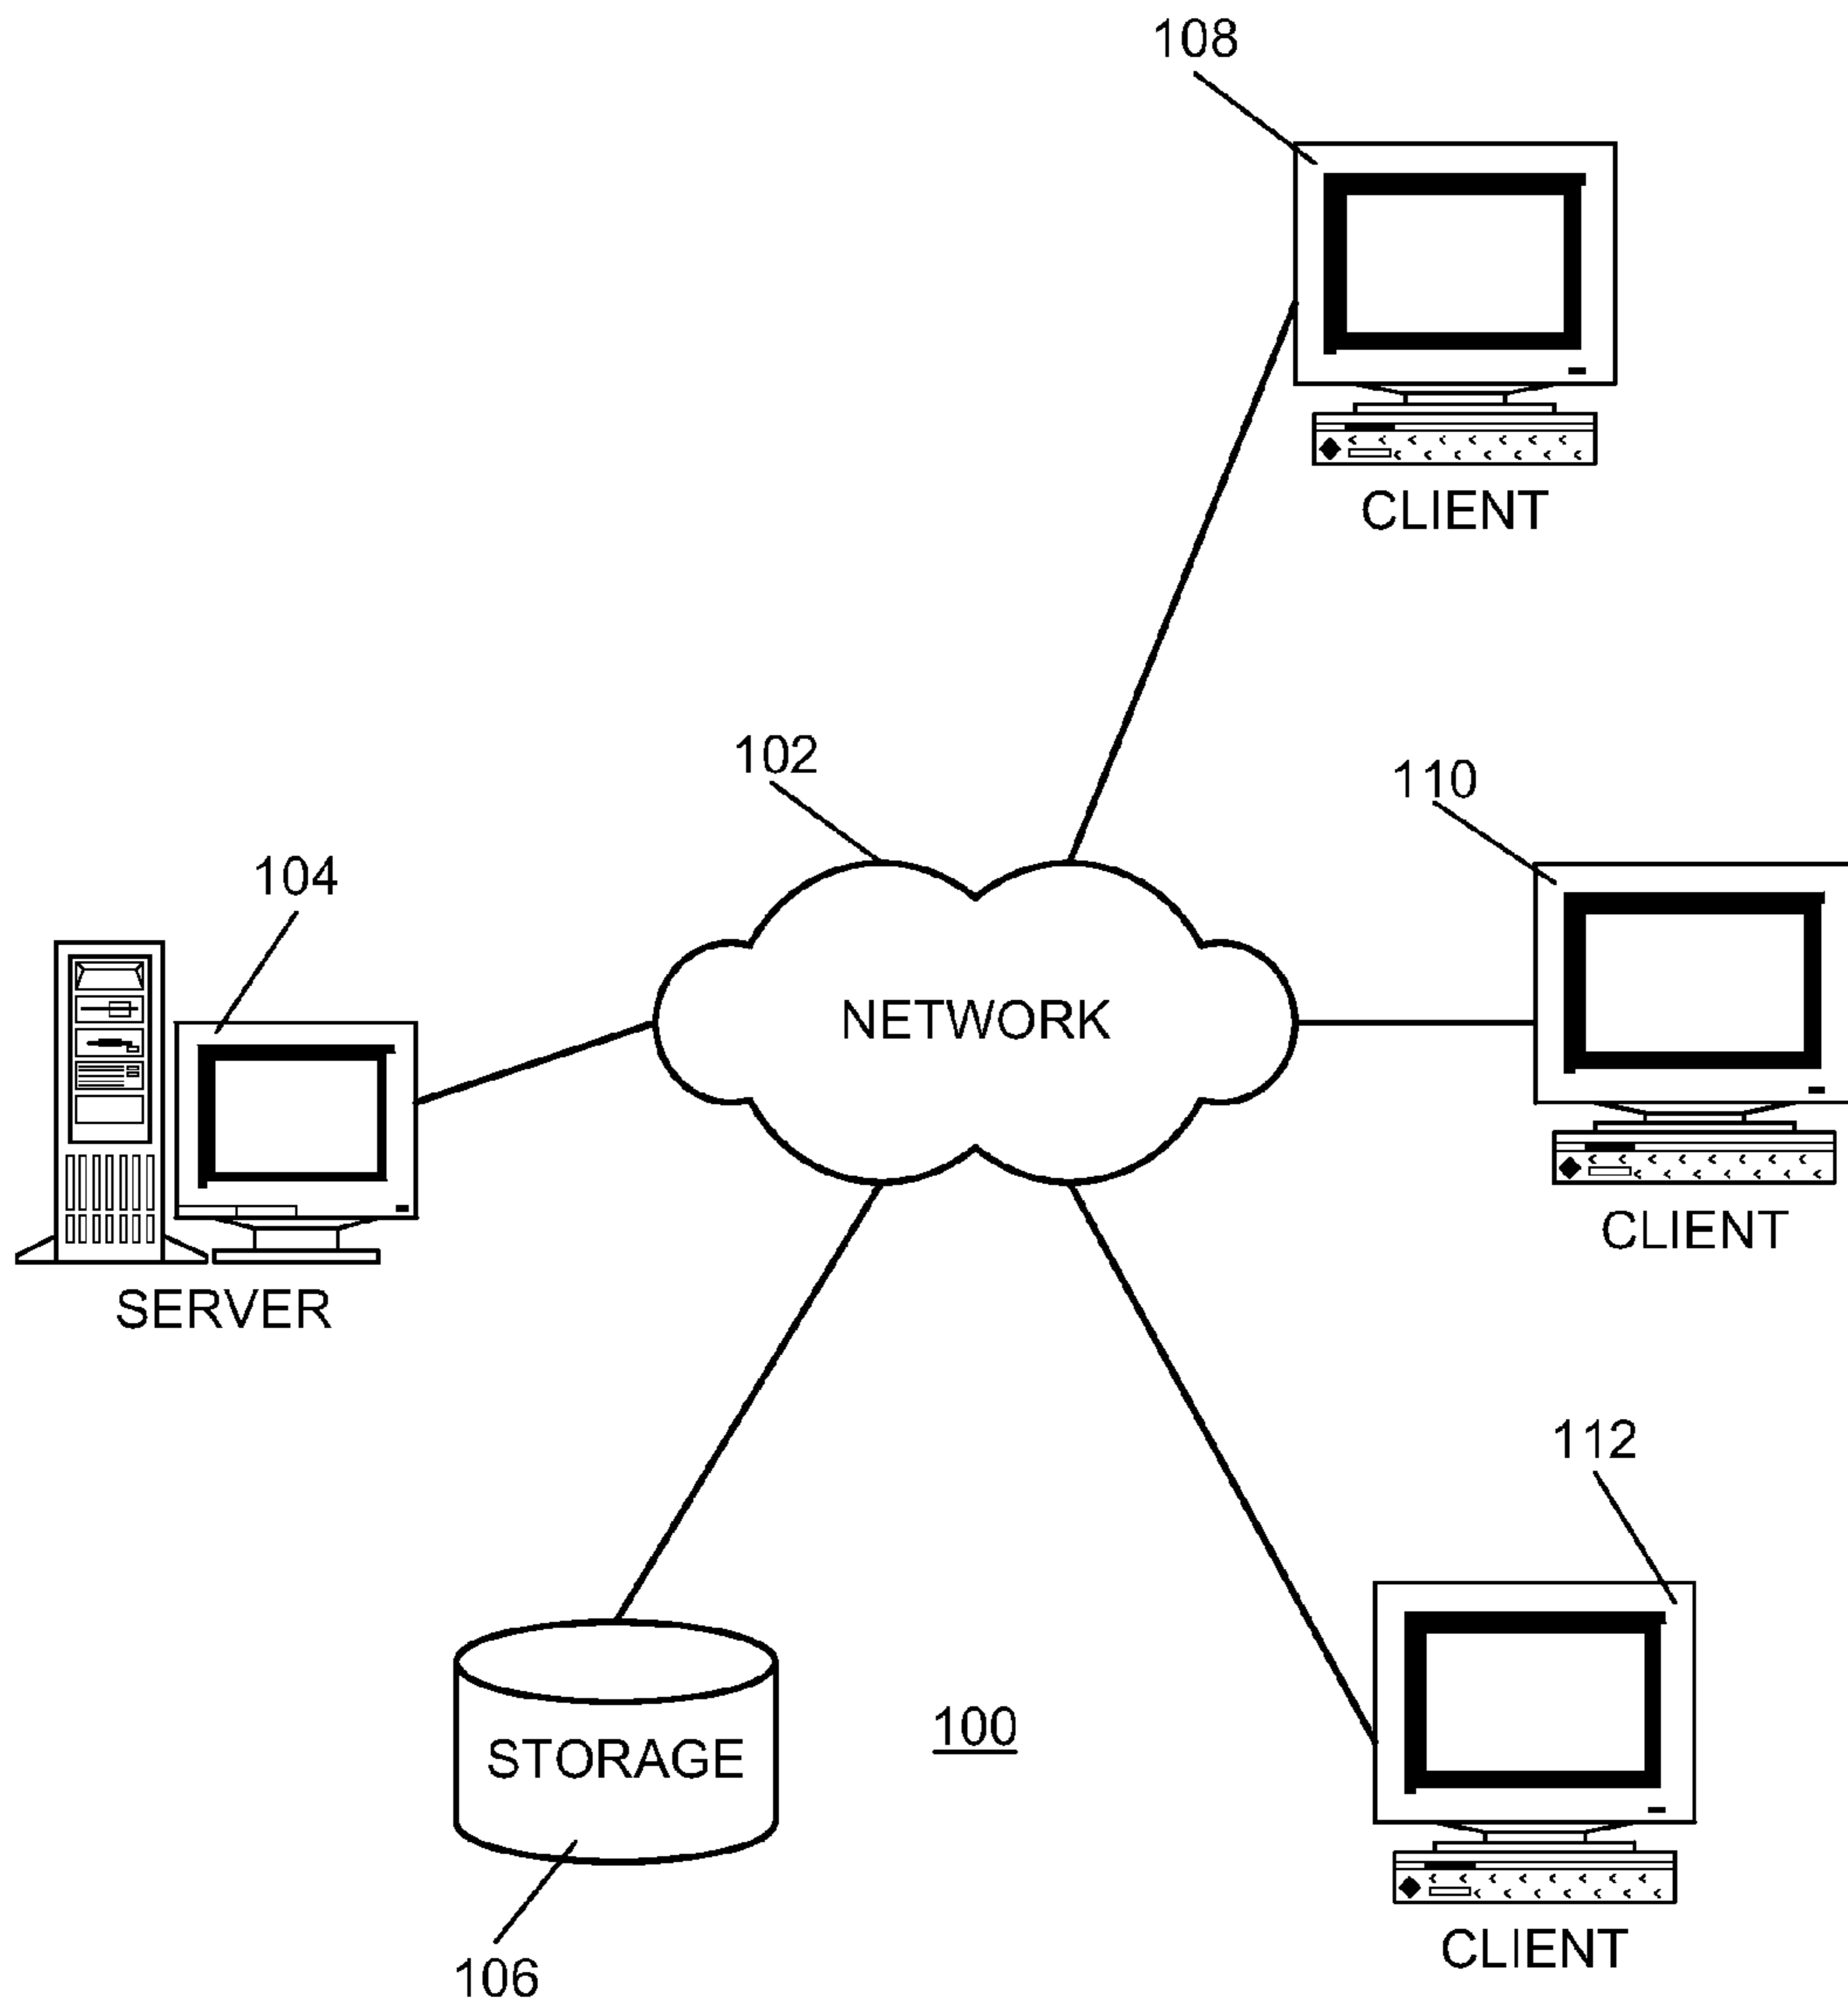 108
CLIENT
102
110
104
NETWORK
CLIENT
SERVER
112
100
STORAGE
CLIENT
106